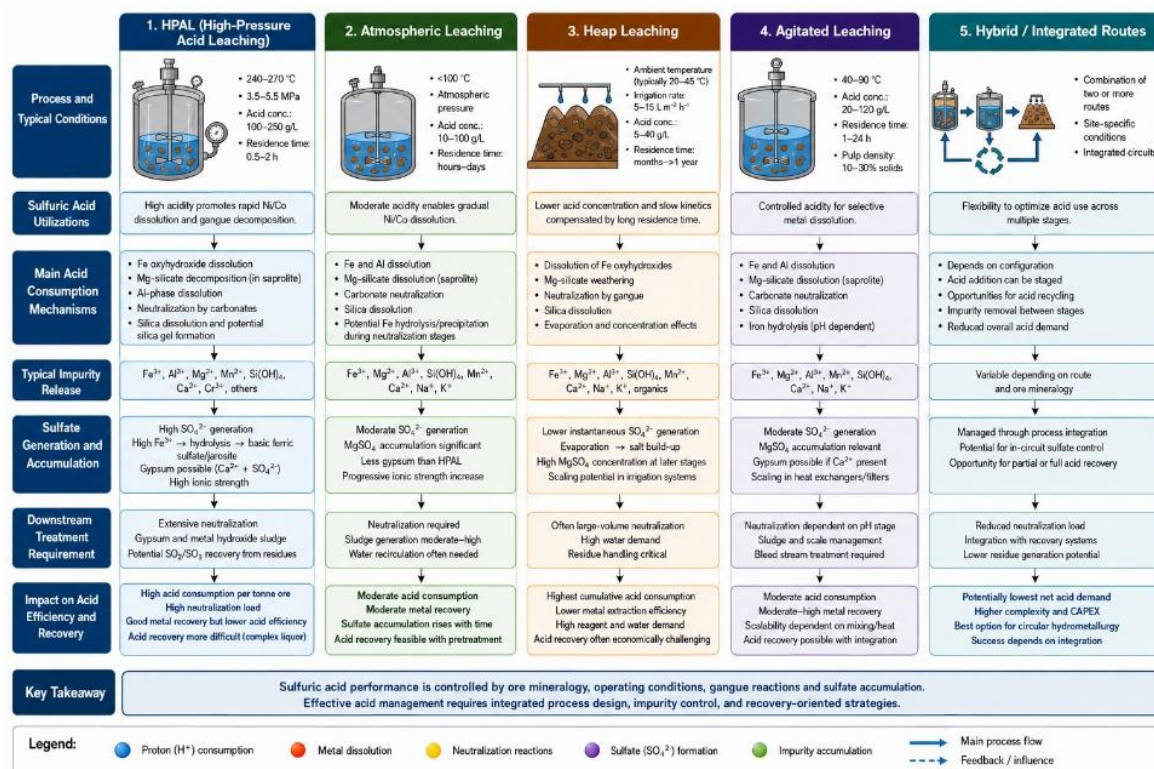 1. HPAL (High-Pressure
Acid Leaching)
2. Atmospheric Leaching
3. Heap Leaching
4. Agitated Leaching
5. Hybrid / Integrated Routes
Process and
Typical Conditions
• 240–270 °C
• 3.5–5.5 MPa
• Acid conc.:
100–250 g/L
• Residence time:
0.5–2 h
• <100 °C
• Atmospheric
pressure
• Acid conc.:
10–100 g/L
• Residence time:
hours–days
• Ambient temperature
(typically 20–45 °C)
• Irrigation rate:
5–15 L m⁻² h⁻¹
• Acid conc.:
5–40 g/L
• Residence time:
months–>1 year
• 40–90 °C
• Acid conc.:
20–120 g/L
• Residence time:
1–24 h
• Pulp density:
10–30% solids
• Combination of
two or more
routes
• Site-specific
conditions
• Integrated circuits
Sulfuric Acid
Utilizations
High acidity promotes rapid Ni/Co
dissolution and gangue decomposition.
Moderate acidity enables gradual
Ni/Co dissolution.
Lower acid concentration and slow kinetics
compensated by long residence time.
Controlled acidity for selective
metal dissolution.
Flexibility to optimize acid use across
multiple stages.
Main Acid
Consumption
Mechanisms
• Fe oxyhydroxide dissolution
• Mg-silicate decomposition (in saprolite)
• Al-phase dissolution
• Neutralization by carbonates
• Silica dissolution and potential
silica gel formation
• Fe and Al dissolution
• Mg-silicate dissolution (saprolite)
• Carbonate neutralization
• Silica dissolution
• Potential Fe hydrolysis/precipitation
during neutralization stages
• Dissolution of Fe oxyhydroxides
• Mg-silicate weathering
• Neutralization by gangue
• Silica dissolution
• Evaporation and concentration effects
• Fe and Al dissolution
• Mg-silicate dissolution (saprolite)
• Carbonate neutralization
• Silica dissolution
• Iron hydrolysis (pH dependent)
• Depends on configuration
• Acid addition can be staged
• Opportunities for acid recycling
• Impurity removal between stages
• Reduced overall acid demand
Typical Impurity
Release
Fe³⁺, Al³⁺, Mg²⁺, Mn²⁺, Si(OH)₄,
Ca²⁺, Cr³⁺, others
Fe³⁺, Mg²⁺, Al³⁺, Si(OH)₄, Mn²⁺,
Ca²⁺, Na⁺, K⁺
Fe³⁺, Mg²⁺, Al³⁺, Si(OH)₄, Mn²⁺,
Ca²⁺, Na⁺, K⁺, organics
Fe³⁺, Mg²⁺, Al³⁺, Mn²⁺, Si(OH)₄,
Ca²⁺, Na⁺, K⁺
Variable depending on route
and ore mineralogy
Sulfate
Generation and
Accumulation
High SO₄²⁻ generation
High Fe³⁺ → hydrolysis → basic ferric
sulfate/jarosite
Gypsum possible (Ca²⁺ + SO₄²⁻)
High ionic strength
Moderate SO₄²⁻ generation
MgSO₄ accumulation significant
Less gypsum than HPAL
Progressive ionic strength increase
Lower instantaneous SO₄²⁻ generation
Evaporation → salt build-up
High MgSO₄ concentration at later stages
Scaling potential in irrigation systems
Moderate SO₄²⁻ generation
MgSO₄ accumulation relevant
Gypsum possible if Ca²⁺ present
Scaling in heat exchangers/filters
Managed through process integration
Potential for in-circuit sulfate control
Opportunity for partial or full acid recovery
Downstream
Treatment
Requirement
Extensive neutralization
Gypsum and metal hydroxide sludge
Potential SO₂/SO₃ recovery from residues
Neutralization required
Sludge generation moderate–high
Water recirculation often needed
Often large-volume neutralization
High water demand
Residue handling critical
Neutralization dependent on pH stage
Sludge and scale management
Bleed stream treatment required
Reduced neutralization load
Integration with recovery systems
Lower residue generation potential
Impact on Acid
Efficiency and
Recovery
High acid consumption per tonne ore
High neutralization load
Good metal recovery but lower acid efficiency
Acid recovery more difficult (complex liquor)
Moderate acid consumption
Moderate metal recovery
Sulfate accumulation rises with time
Acid recovery feasible with pretreatment
Highest cumulative acid consumption
Lower metal extraction efficiency
High reagent and water demand
Acid recovery often economically challenging
Moderate acid consumption
Moderate–high metal recovery
Scalability dependent on mixing/heat
Acid recovery possible with integration
Potentially lowest net acid demand
Higher complexity and CAPEX
Best option for circular hydrometallurgy
Success depends on integration
Key Takeaway
Sulfuric acid performance is controlled by ore mineralogy, operating conditions, gangue reactions and sulfate accumulation.
Effective acid management requires integrated process design, impurity control, and recovery-oriented strategies.
Legend:
Proton (H⁺) consumption
Metal dissolution
Neutralization reactions
Sulfate (SO₄²⁻) formation
Impurity accumulation
Main process flow
Feedback / influence